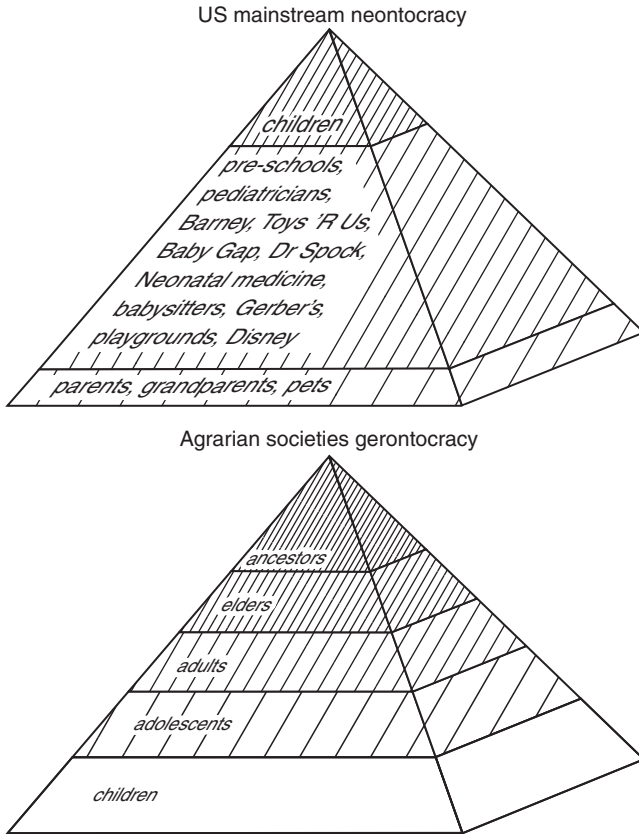 US mainstream neontocracy
children
pre-schools,
pediatricians,
Barney, Toys 'R Us,
Baby Gap, Dr Spock,
Neonatal medicine,
babysitters, Gerber's,
playgrounds, Disney
parents, grandparents, pets
Agrarian societies gerontocracy
ancestors
elders
adults
adolescents
children